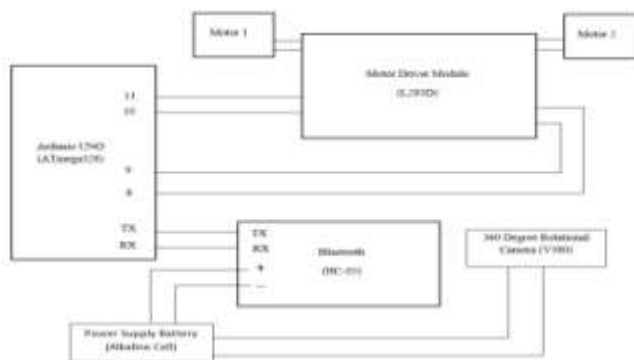 Motor 1
Motor 2
Motor Driver Module
(L293D)
11
10
Arduino UNO
(ATmega328)
9
8
TX
RX
TX
RX
+
–
Bluetooth
(HC-05)
360 Degree Rotational
Camera (V380)
Power Supply Battery
(Alkaline Cell)